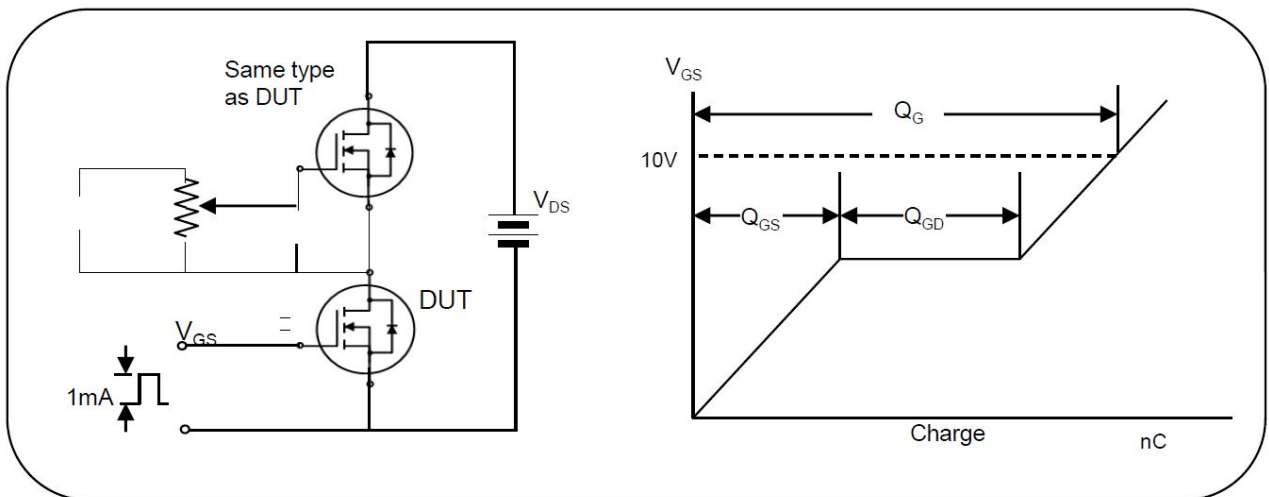 Same type
as DUT
V_DS
DUT
V_GS
1mA
V_GS
Q_G
10V
Q_GS
Q_GD
Charge
nC